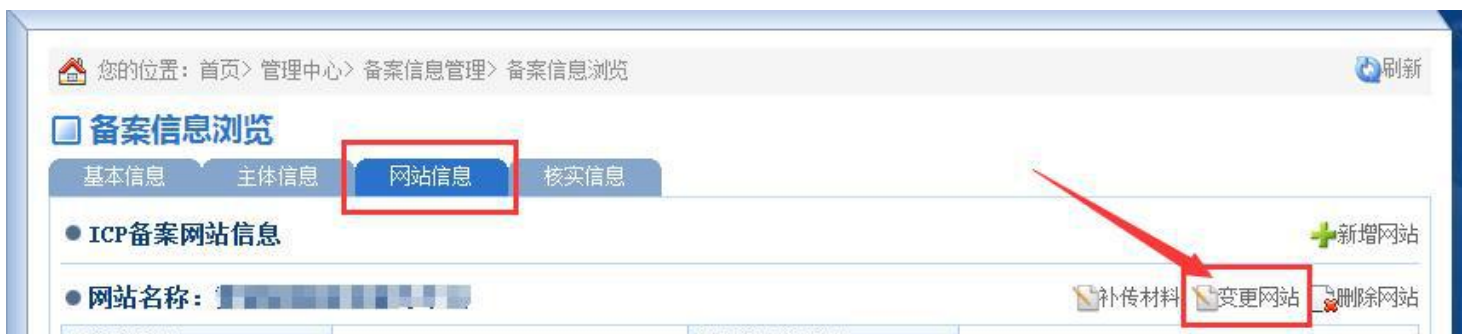 您的位置：首页> 管理中心> 备案信息管理> 备案信息浏览 刷新
备案信息浏览
基本信息 主体信息 网站信息 核实信息
ICP备案网站信息 新增网站
网站名称： 补传材料 变更网站 删除网站